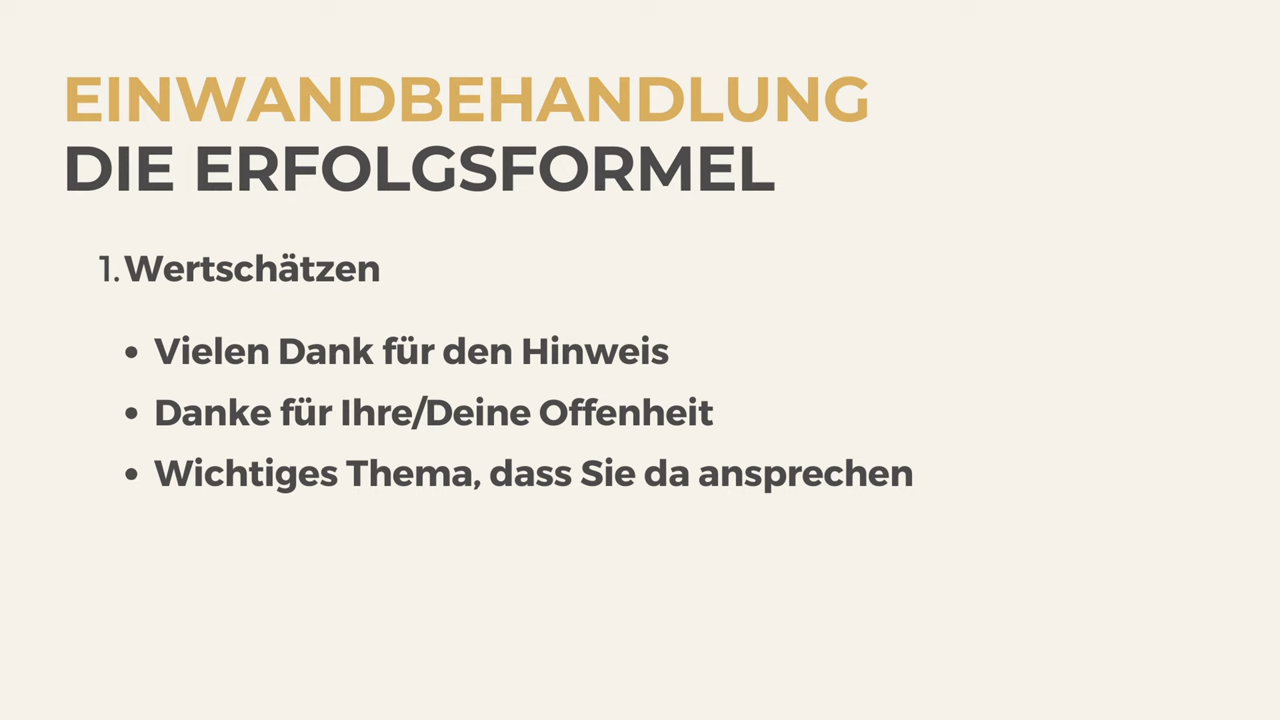 EINWANDBEHANDLUNG
DIE ERFOLGSFORMEL
1. Wertschätzen
• Vielen Dank für den Hinweis
• Danke für Ihre/Deine Offenheit
• Wichtiges Thema, dass Sie da ansprechen